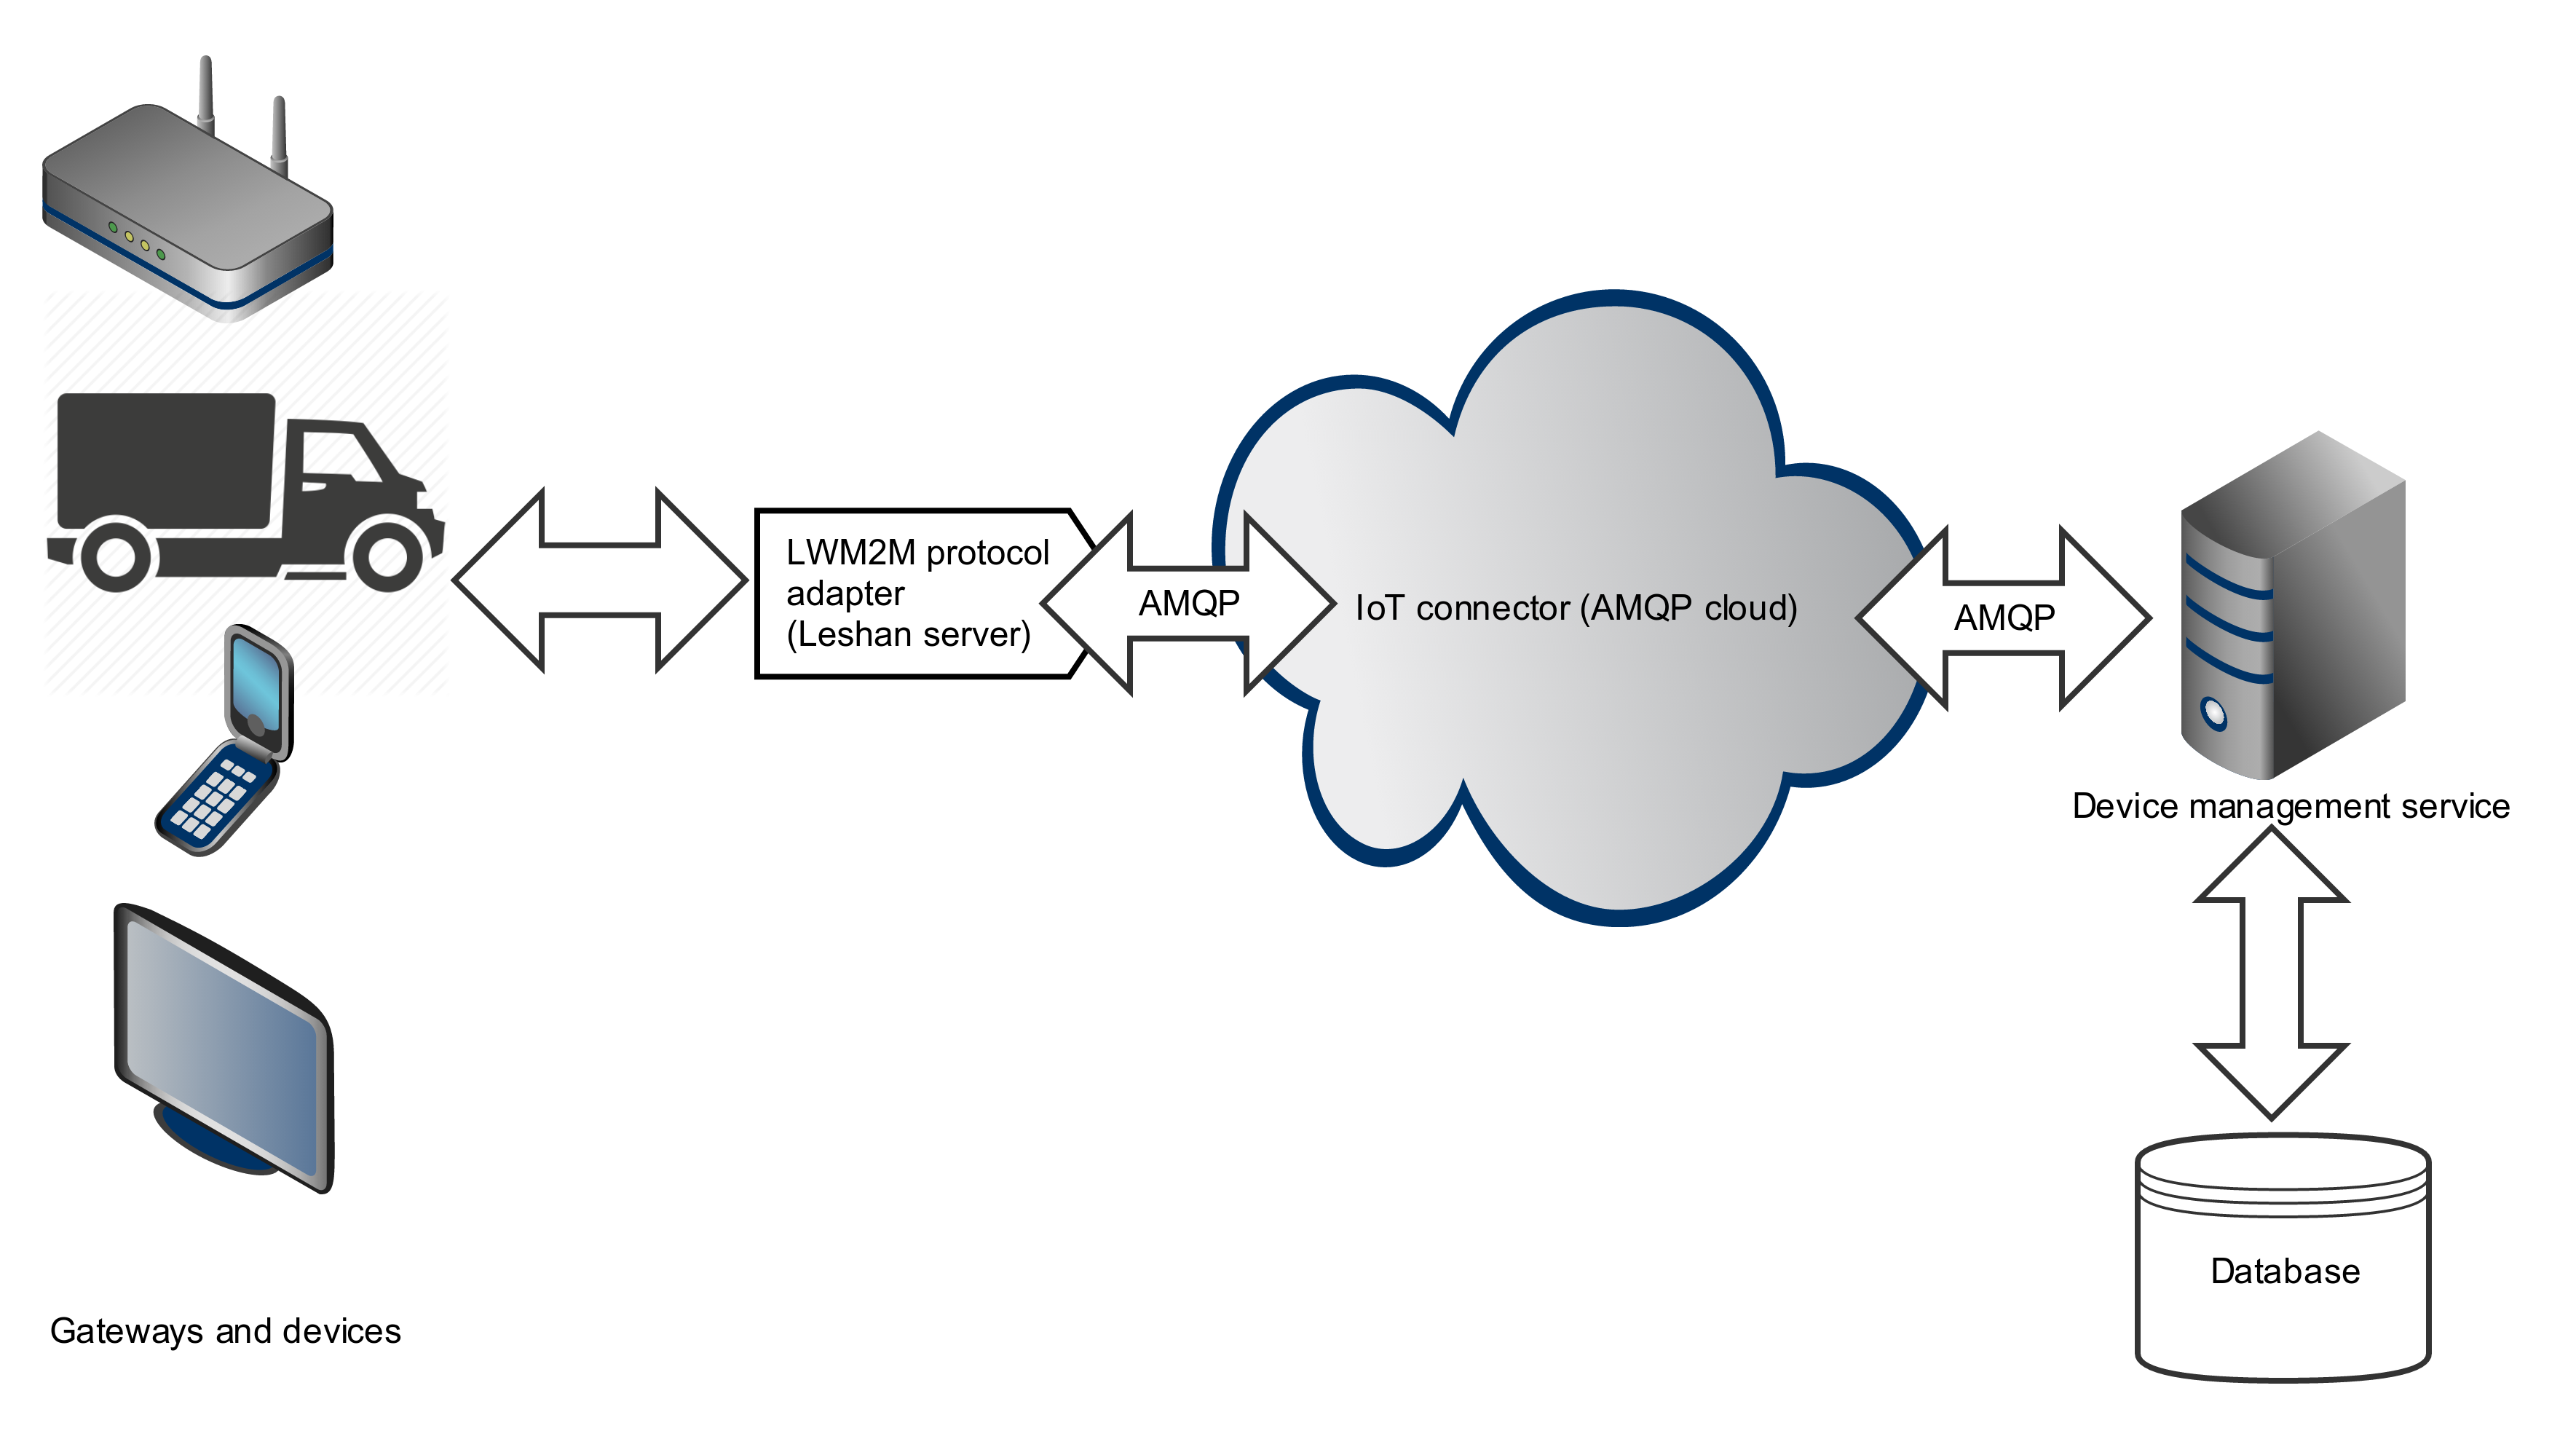 LWM2M protocol
adapter
(Leshan server)
AMQP
IoT connector (AMQP cloud)
AMQP
Device management service
Database
Gateways and devices